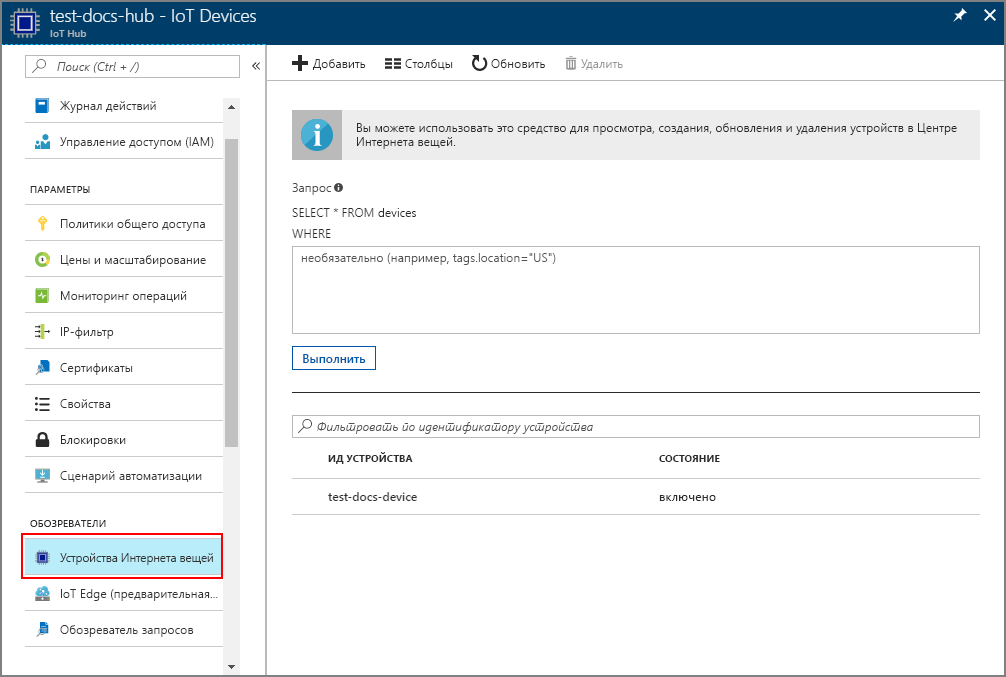 test-docs-hub - IoT Devices
IoT Hub
Поиск (Ctrl + /)
«
Журнал действий
Управление доступом (IAM)
ПАРАМЕТРЫ
Политики общего доступа
Цены и масштабирование
Мониторинг операций
IP-фильтр
Сертификаты
Свойства
Блокировки
Сценарий автоматизации
ОБОЗРЕВАТЕЛИ
Устройства Интернета вещей
IoT Edge (предварительная...
Обозреватель запросов
Добавить
Столбцы
Обновить
Удалить
Вы можете использовать это средство для просмотра, создания, обновления и удаления устройств в Центре
Интернета вещей.
Запрос
SELECT * FROM devices
WHERE
необязательно (например, tags.location="US")
Выполнить
Фильтровать по идентификатору устройства
ИД УСТРОЙСТВА СОСТОЯНИЕ
test-docs-device включено